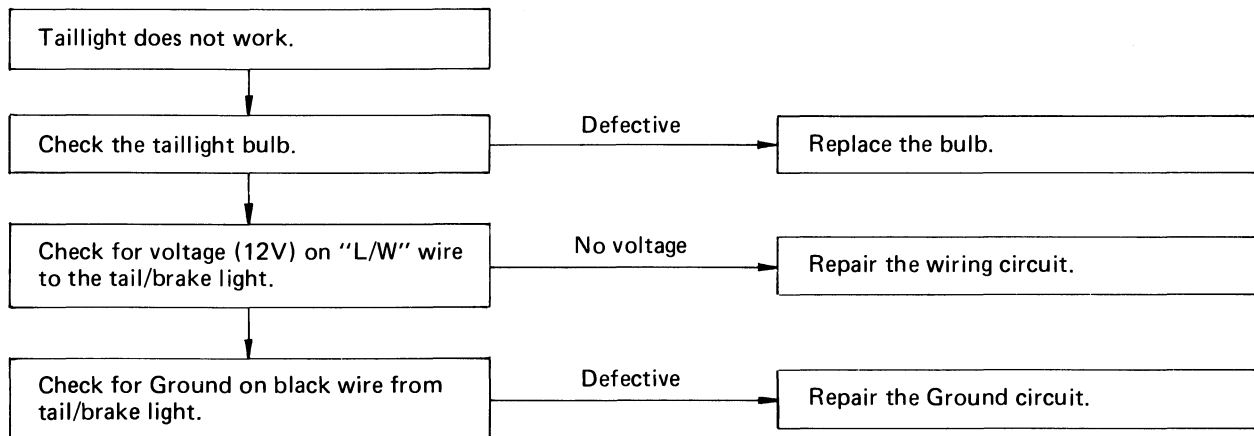 Taillight does not work.
Check the taillight bulb.
Defective
Replace the bulb.
Check for voltage (12V) on “L/W” wire
to the tail/brake light.
No voltage
Repair the wiring circuit.
Check for Ground on black wire from
tail/brake light.
Defective
Repair the Ground circuit.